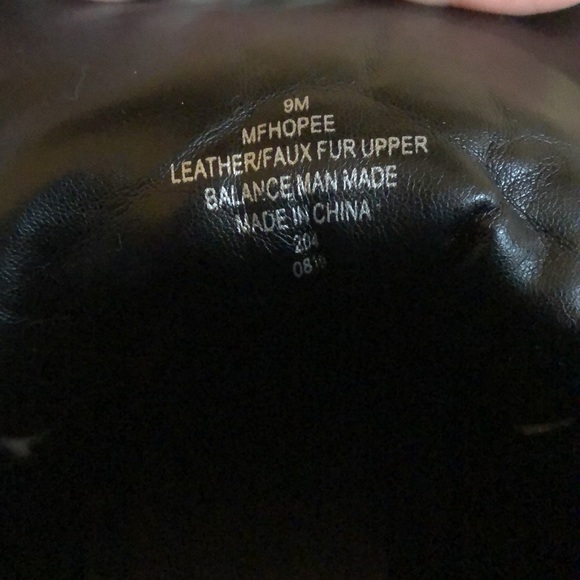 9M
MFHOPEE
LEATHER/FAUX FUR UPPER
BALANCE MAN MADE
MADE IN CHINA
204